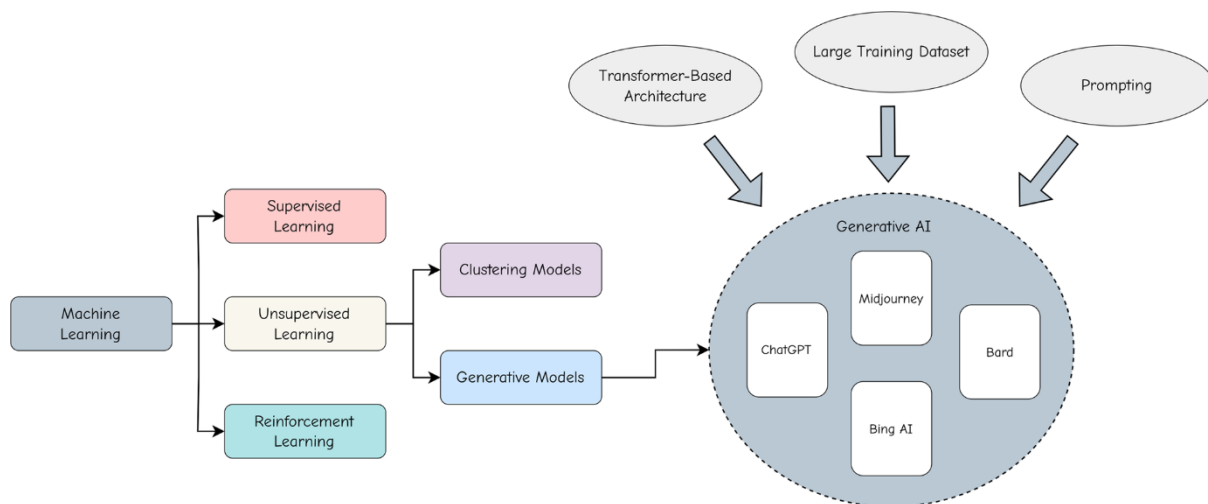 Large Training Dataset
Transformer-Based
Architecture
Prompting
Supervised
Learning
Generative AI
Clustering Models
Midjourney
Machine
Learning
Unsupervised
Learning
ChatGPT
Bard
Generative Models
Reinforcement
Learning
Bing AI